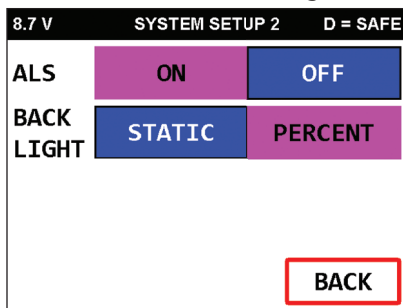 8.7 V SYSTEM SETUP 2 D = SAFE
ALS ON OFF
BACK LIGHT STATIC PERCENT
BACK